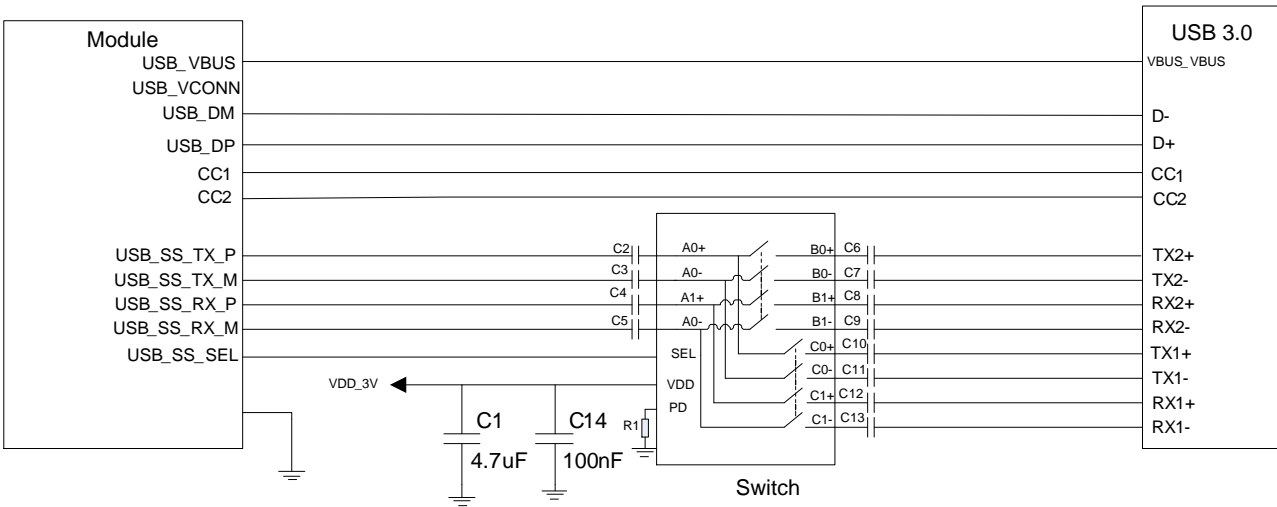 Module
USB 3.0
USB_VBUS
VBUS_VBUS
USB_VCONN
USB_DM
D-
USB_DP
D+
CC1
CC1
CC2
CC2
USB_SS_TX_P
C2
A0+
B0+
C6
TX2+
USB_SS_TX_M
C3
A0-
B0-
C7
TX2-
USB_SS_RX_P
C4
A1+
B1+
C8
RX2+
USB_SS_RX_M
C5
A0-
B1-
C9
RX2-
USB_SS_SEL
SEL
C0+
C10
TX1+
C0-
C11
TX1-
VDD_3V
VDD
C1+
C12
RX1+
PD
C1
C14
R1
C1-
C13
RX1-
4.7uF
100nF
Switch